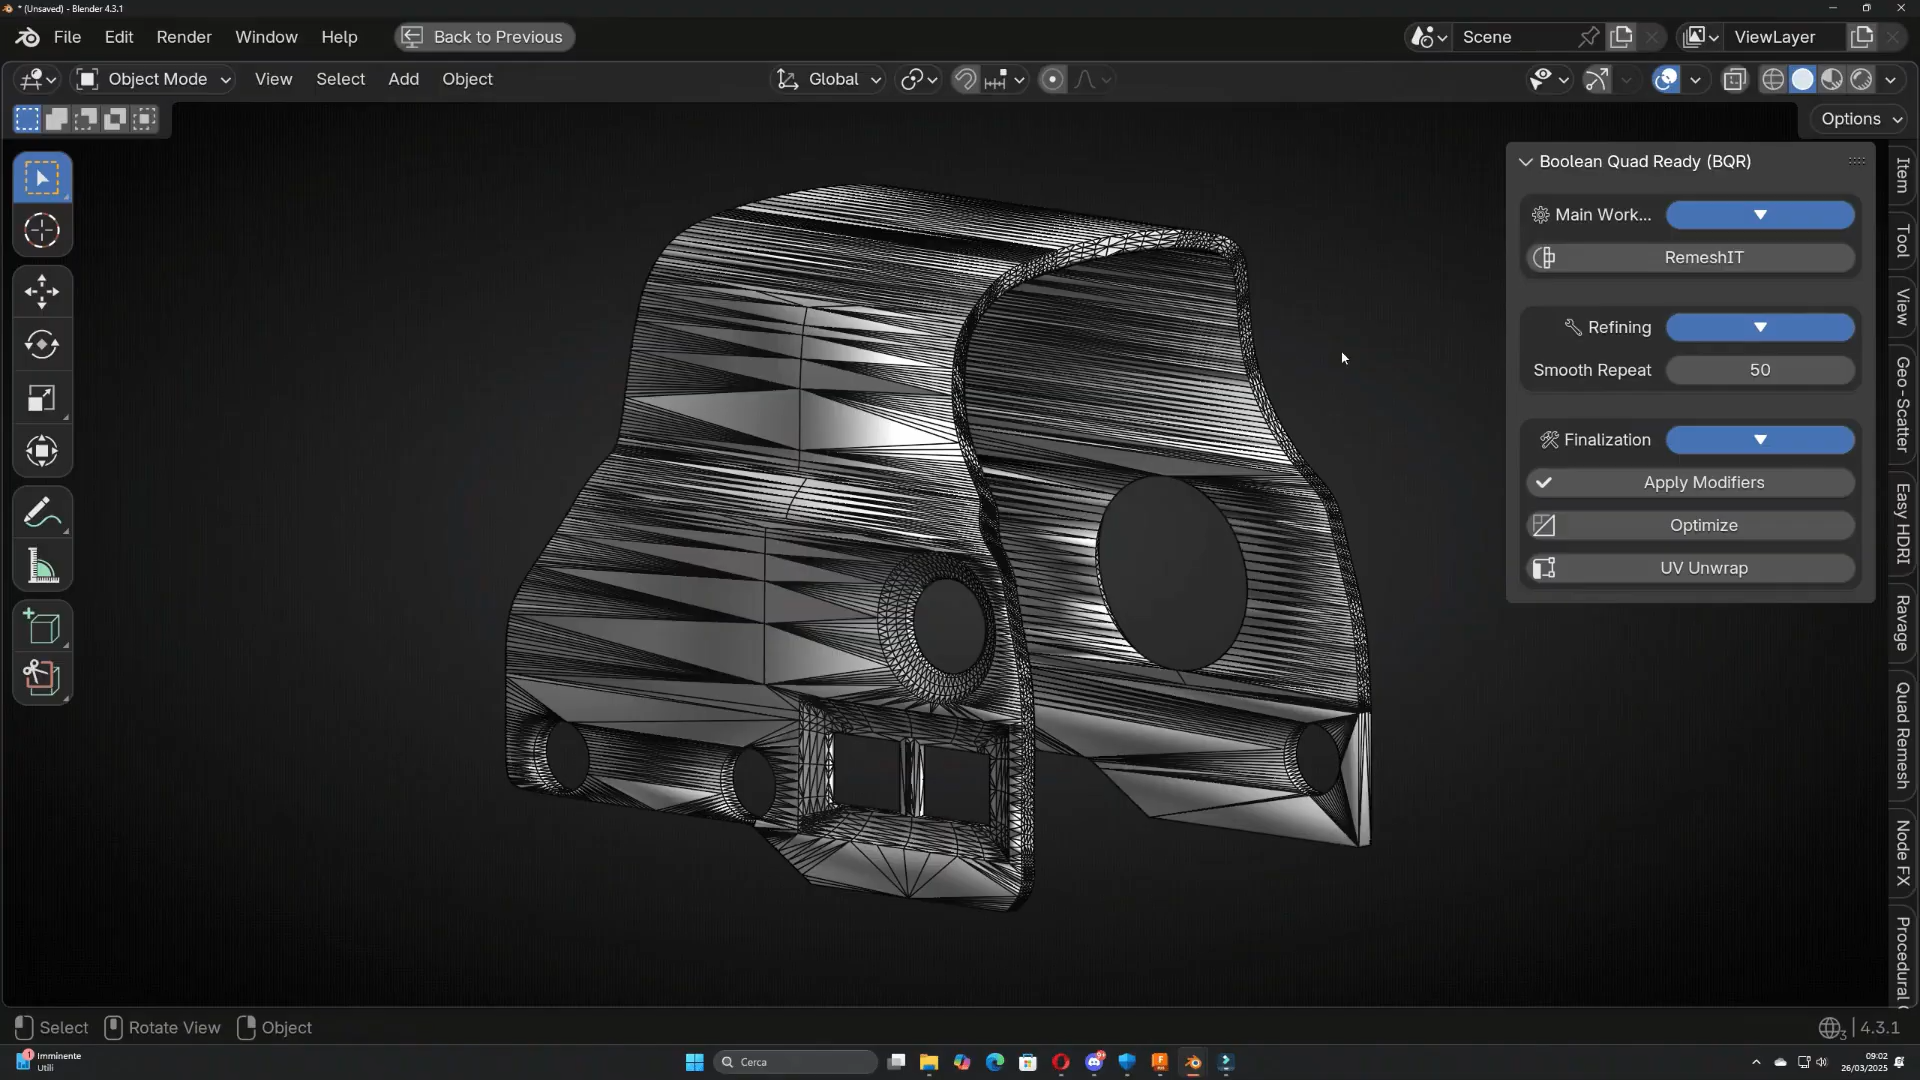 * (Unsaved) - Blender 4.3.1
File Edit Render Window Help Back to Previous Scene ViewLayer
Object Mode View Select Add Object Global
Options
Boolean Quad Ready (BQR)
Main Work...
RemeshIT
Refining
Smooth Repeat 50
Finalization
Apply Modifiers
Optimize
UV Unwrap
Item
Tool
View
Geo-Scatter
Easy HDRI
Ravage
Quad Remesh
Node FX
Procedural
Select Rotate View Object
3 4.3.1
1 Imminente
Utili
Cerca
09:02
26/03/2025